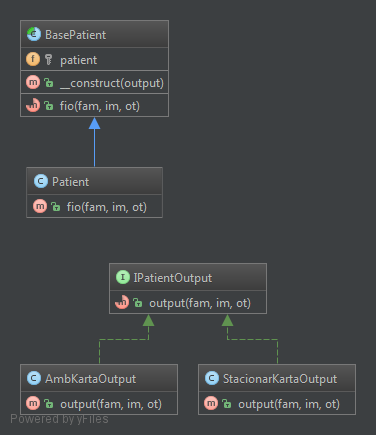 BasePatient
patient
__construct(output)
fio(fam, im, ot)
Patient
fio(fam, im, ot)
IPatientOutput
output(fam, im, ot)
AmbKartaOutput
output(fam, im, ot)
StacionarKartaOutput
output(fam, im, ot)
Powered by yFiles